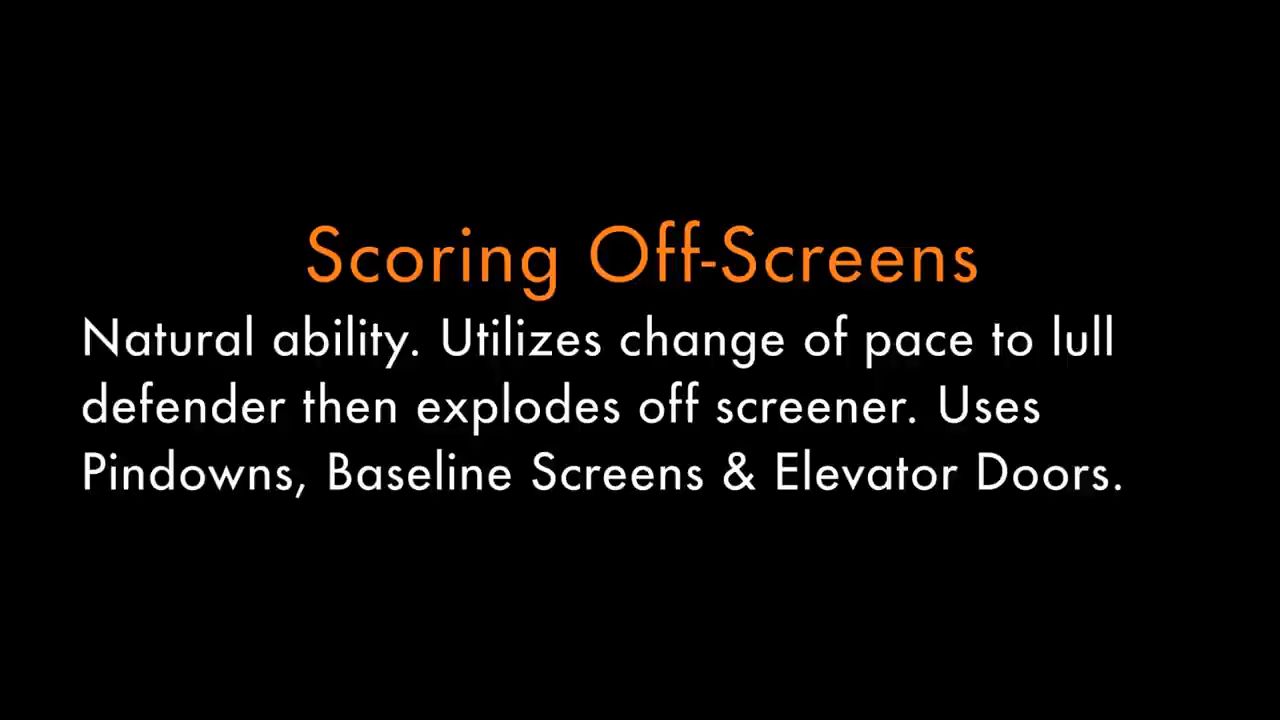 Scoring Off-Screens
Natural ability. Utilizes change of pace to lull
defender then explodes off screener. Uses
Pindowns, Baseline Screens & Elevator Doors.